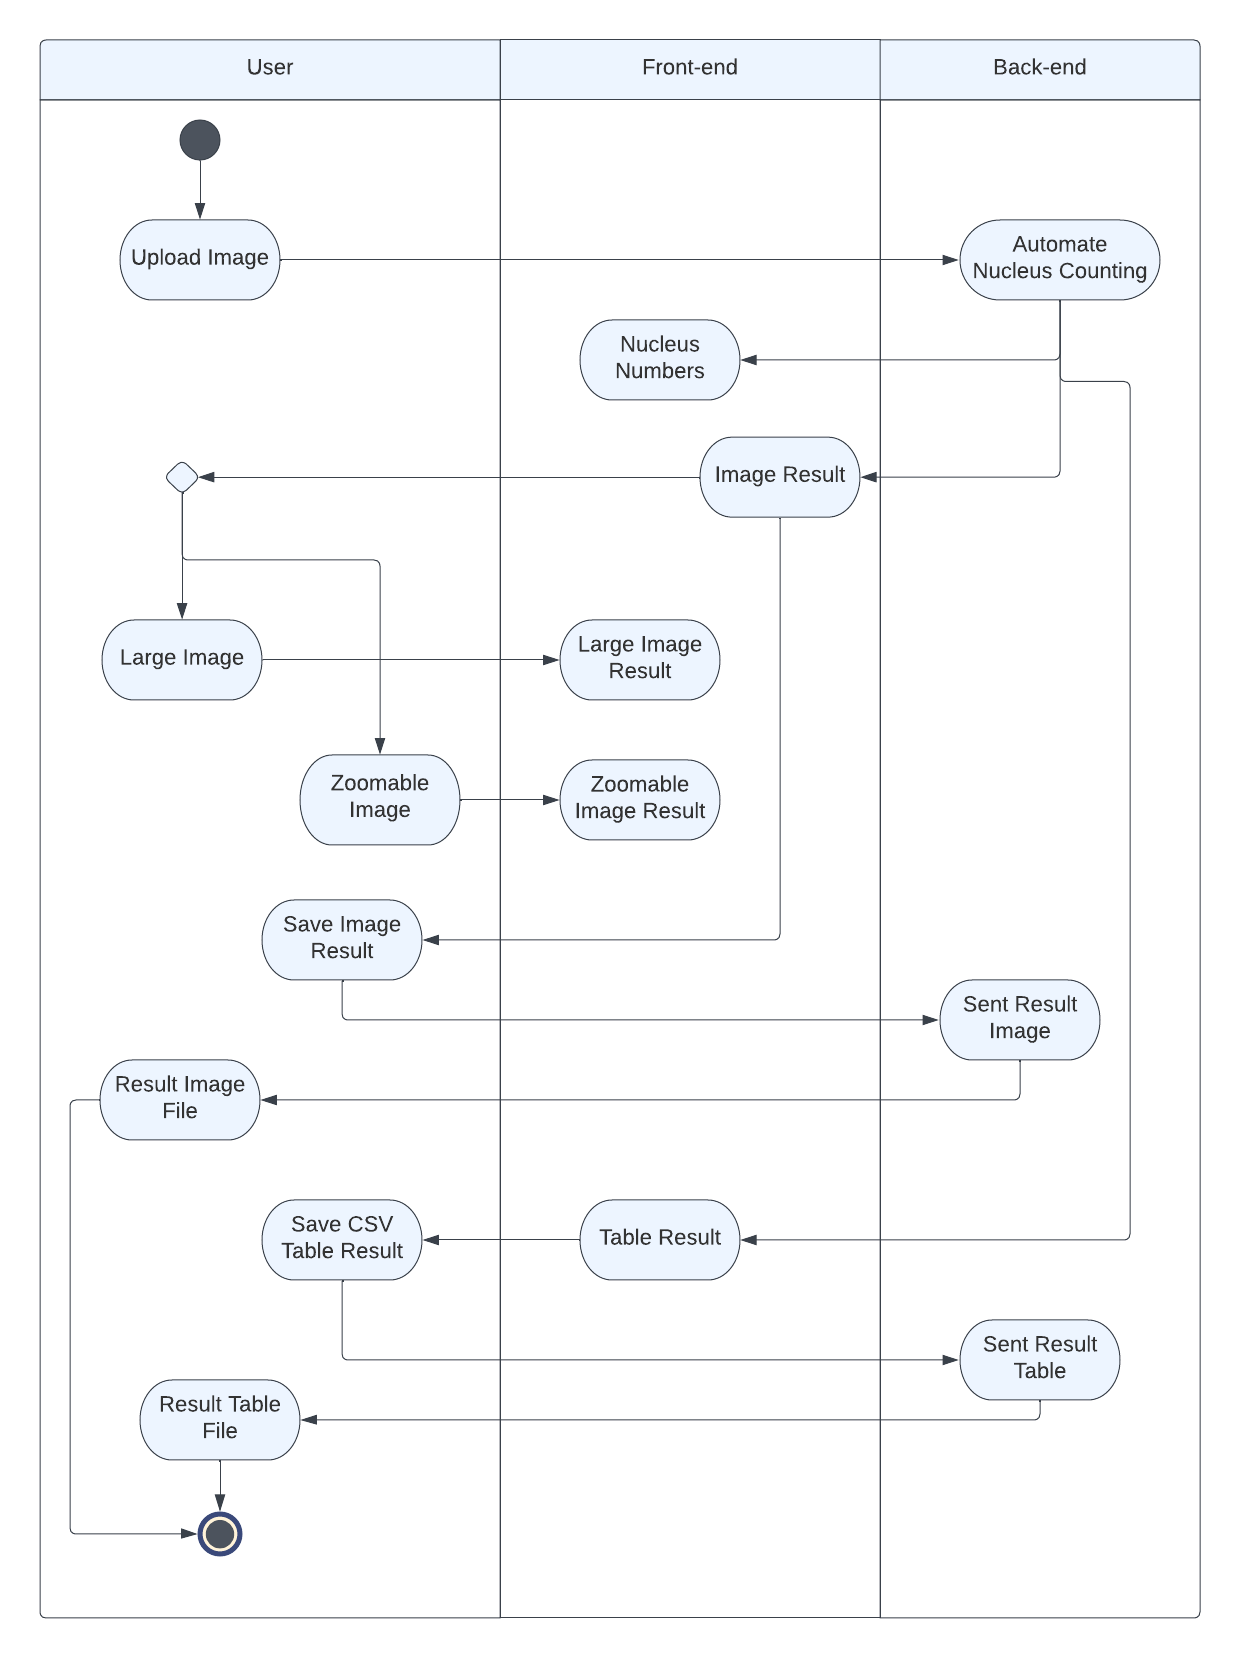 User
Front-end
Back-end
Upload Image
Automate
Nucleus Counting
Nucleus
Numbers
Image Result
Large Image
Large Image
Result
Zoomable
Image
Zoomable
Image Result
Save Image
Result
Sent Result
Image
Result Image
File
Save CSV
Table Result
Table Result
Sent Result
Table
Result Table
File